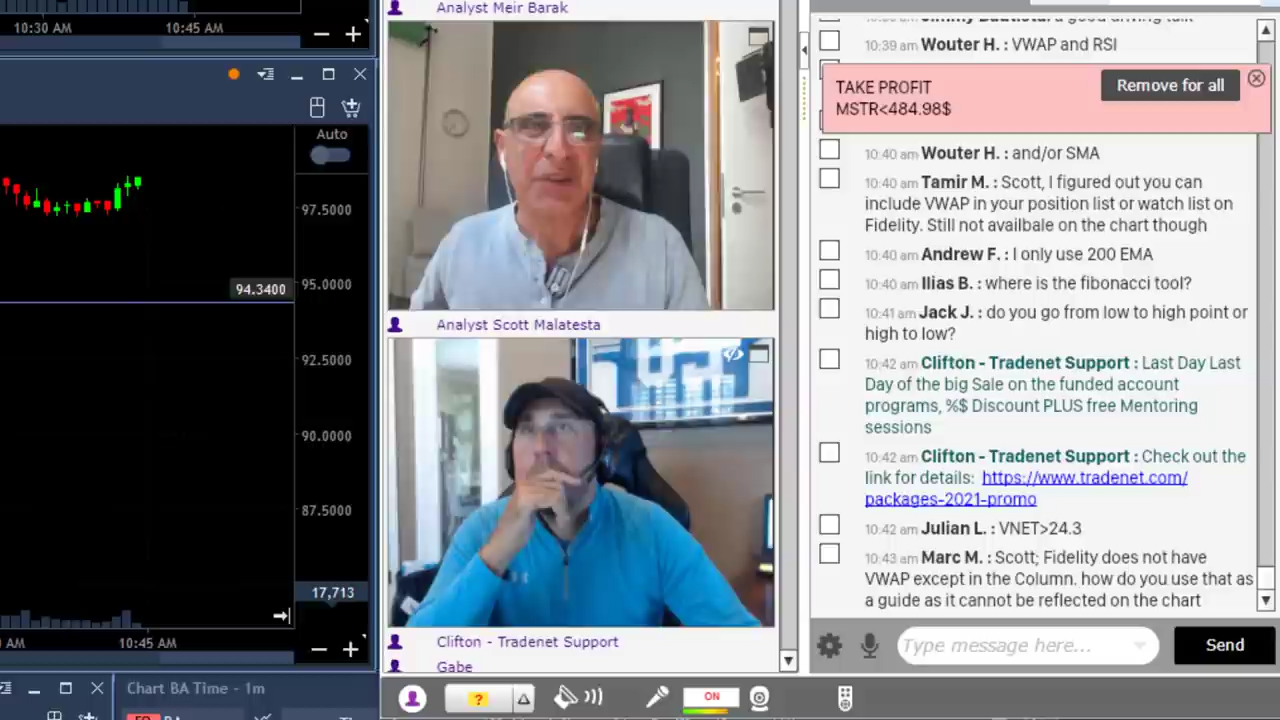 10:30 AM
10:45 AM
Auto
97.5000
95.0000
94.3400
92.5000
90.0000
87.5000
17,713
10:45 AM
Chart BA Time - 1m
Analyst Meir Barak
Analyst Scott Malatesta
Clifton - Tradenet Support
Gabe
?
ON
10:39 am Wouter H. : VWAP and RSI
TAKE PROFIT
MSTR<484.98$
Remove for all
10:40 am Wouter H. : and/or SMA
10:40 am Tamir M. : Scott, I figured out you can
include VWAP in your position list or watch list on
Fidelity. Still not availbale on the chart though
10:40 am Andrew F. : I only use 200 EMA
10:40 am Ilias B. : where is the fibonacci tool?
10:41 am Jack J. : do you go from low to high point or
high to low?
10:42 am Clifton - Tradenet Support : Last Day Last
Day of the big Sale on the funded account
programs, %$ Discount PLUS free Mentoring
sessions
10:42 am Clifton - Tradenet Support : Check out the
link for details: https://www.tradenet.com/
packages-2021-promo
10:42 am Julian L. : VNET>24.3
10:43 am Marc M. : Scott; Fidelity does not have
VWAP except in the Column. how do you use that as
a guide as it cannot be reflected on the chart
Type message here...
Send